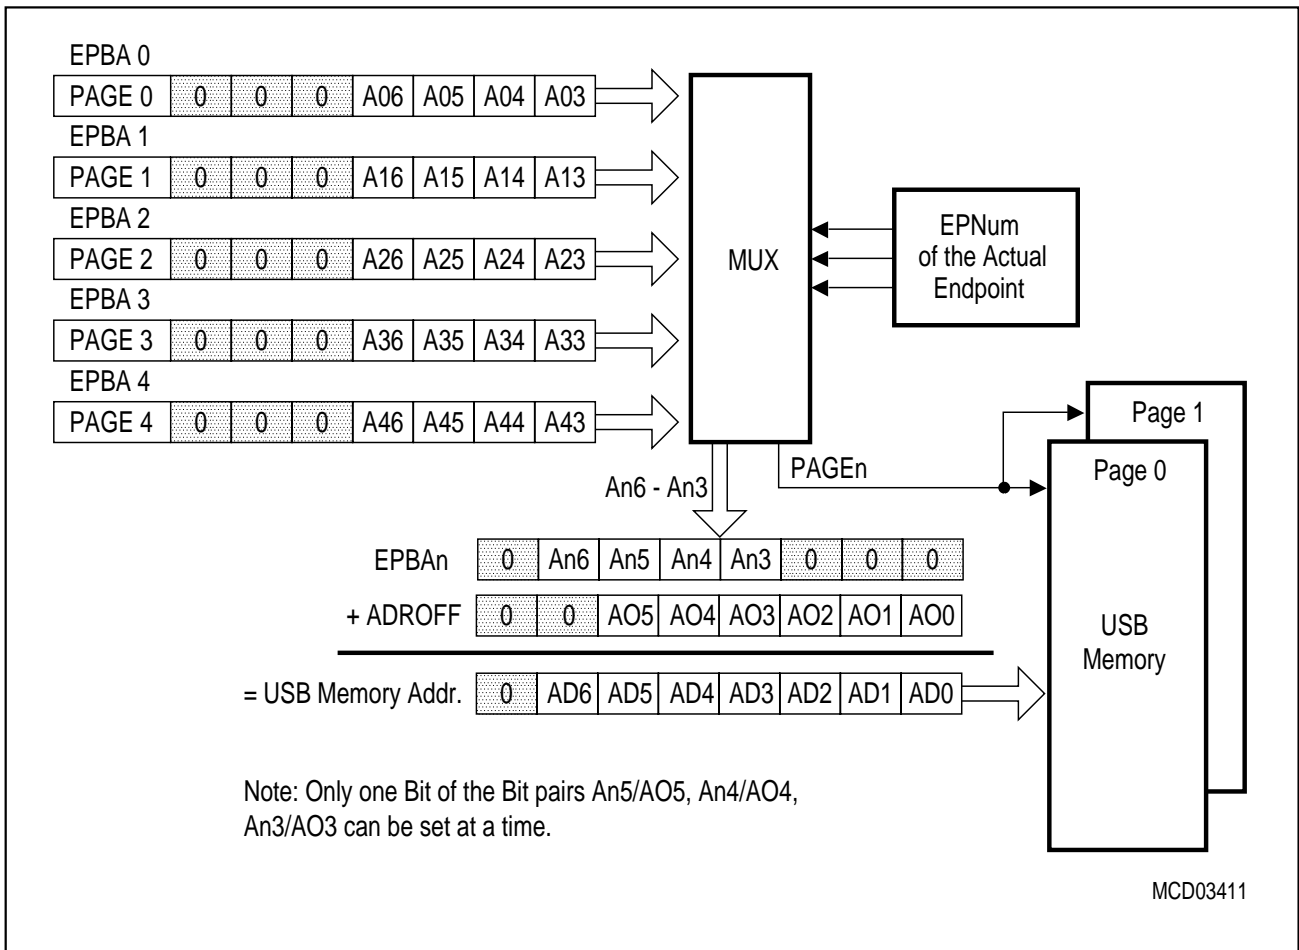 EPBA 0
PAGE 0 0 0 0 A06 A05 A04 A03
EPBA 1
PAGE 1 0 0 0 A16 A15 A14 A13
EPBA 2
PAGE 2 0 0 0 A26 A25 A24 A23
EPBA 3
PAGE 3 0 0 0 A36 A35 A34 A33
EPBA 4
PAGE 4 0 0 0 A46 A45 A44 A43
MUX
EPNum
of the Actual
Endpoint
An6 - An3
PAGEn
Page 1
Page 0
USB
Memory
EPBAn 0 An6 An5 An4 An3 0 0 0
+ ADROFF 0 0 AO5 AO4 AO3 AO2 AO1 AO0
= USB Memory Addr. 0 AD6 AD5 AD4 AD3 AD2 AD1 AD0
Note: Only one Bit of the Bit pairs An5/AO5, An4/AO4,
An3/AO3 can be set at a time.
MCD03411